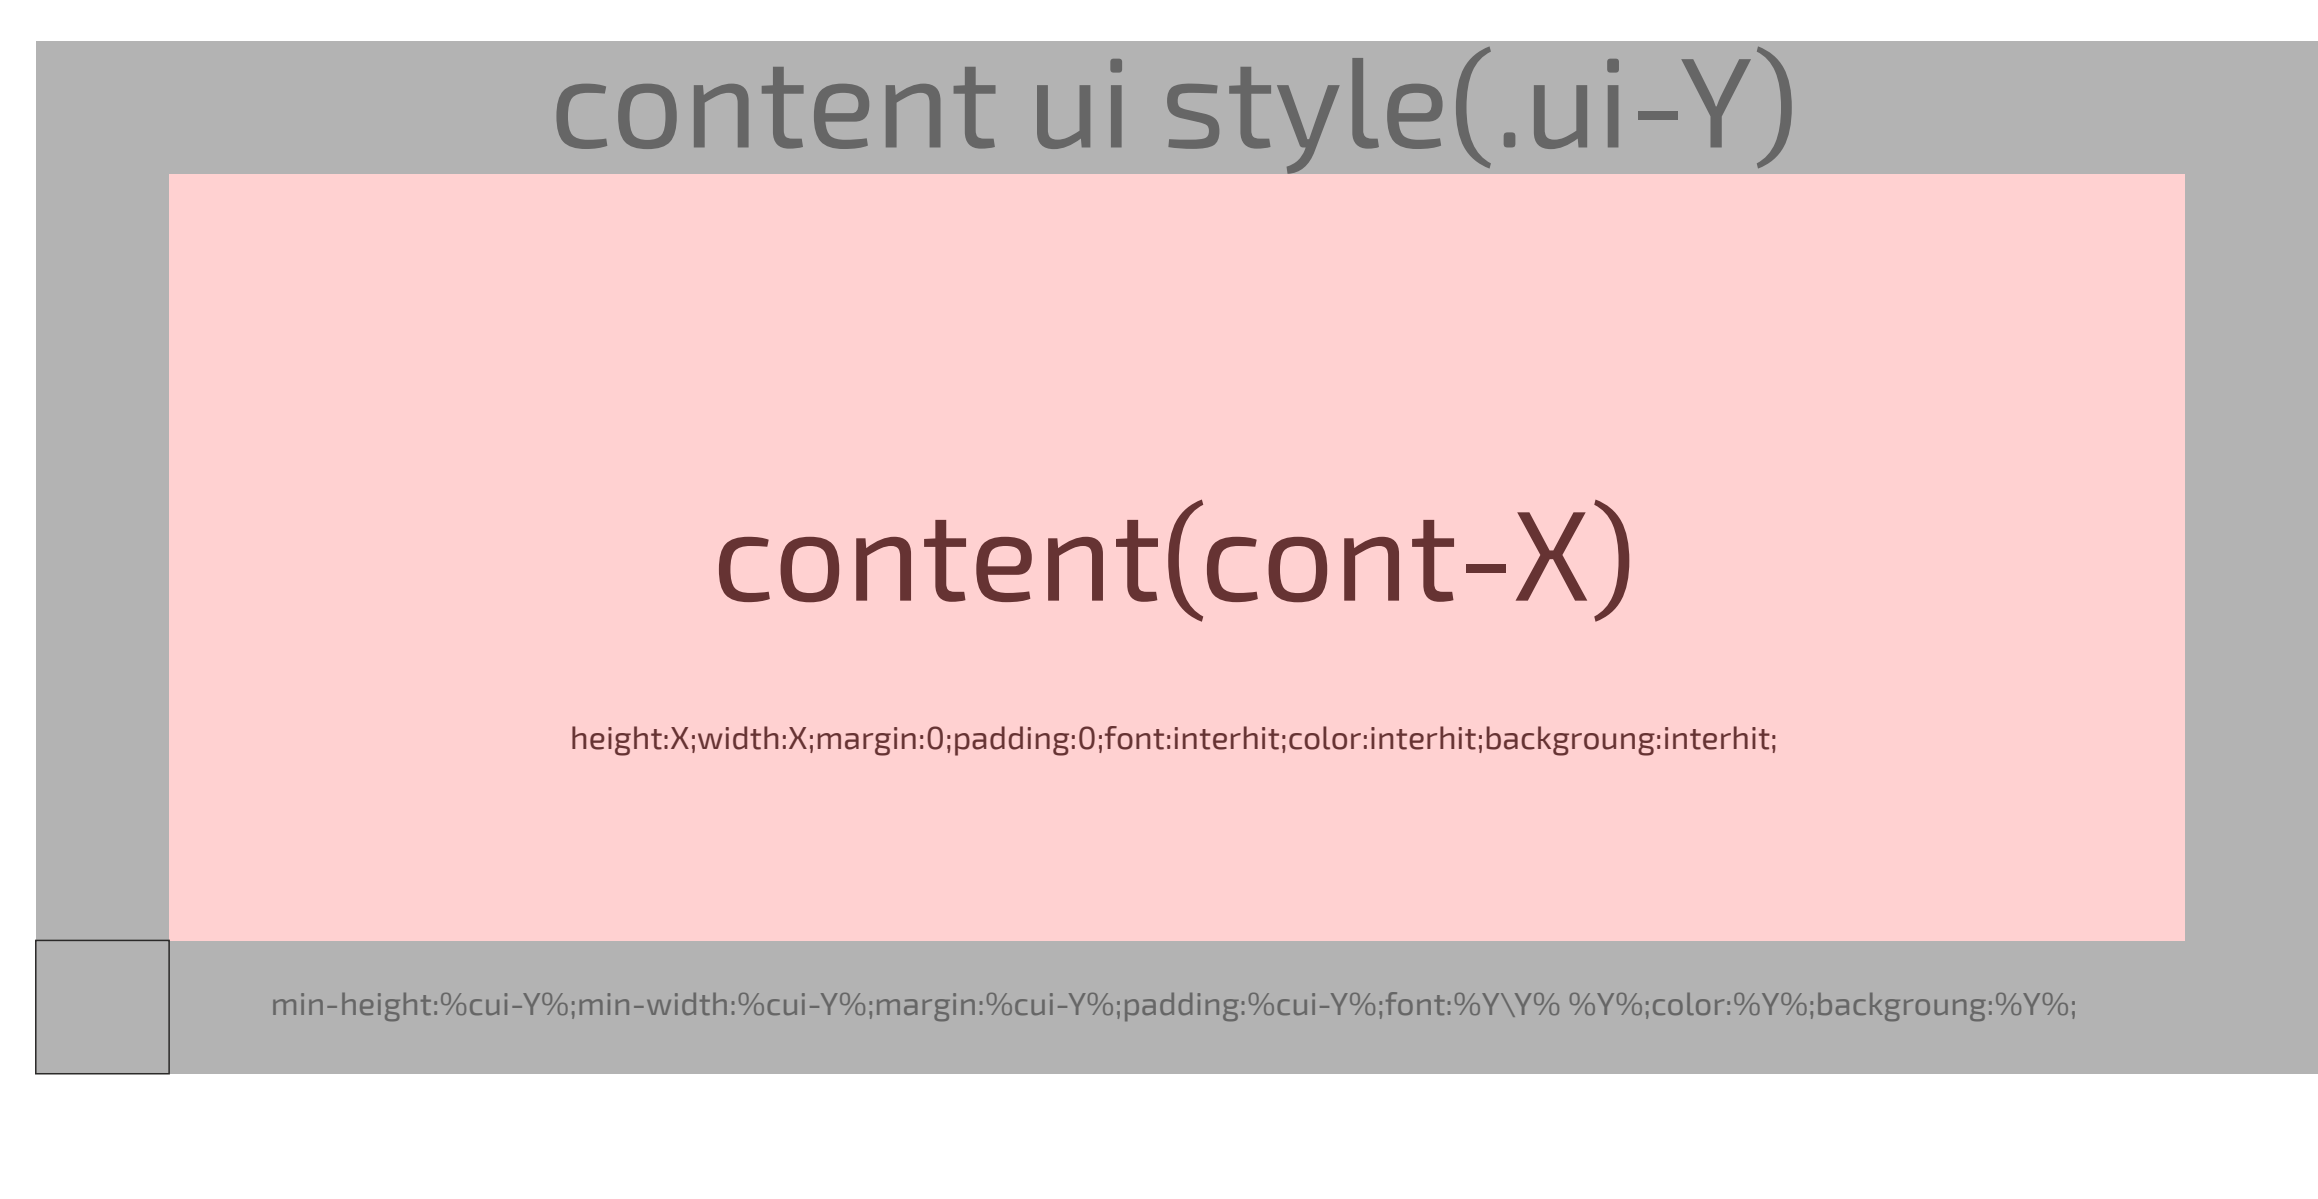 content ui style(.ui-Y)
content(cont-X)
height:X;width:X;margin:0;padding:0;font:interhit;color:interhit;backgroung:interhit;
min-height:%cui-Y%;min-width:%cui-Y%;margin:%cui-Y%;padding:%cui-Y%;font:%Y\Y% %Y%;color:%Y%;backgroung:%Y%;